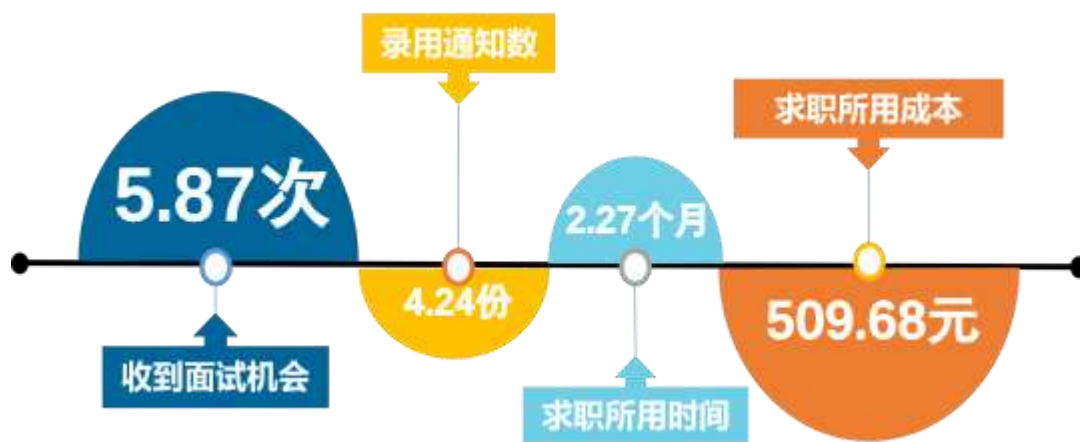 录用通知数
求职所用成本
5.87次
2.27个月
4.24份
509.68元
收到面试机会
求职所用时间